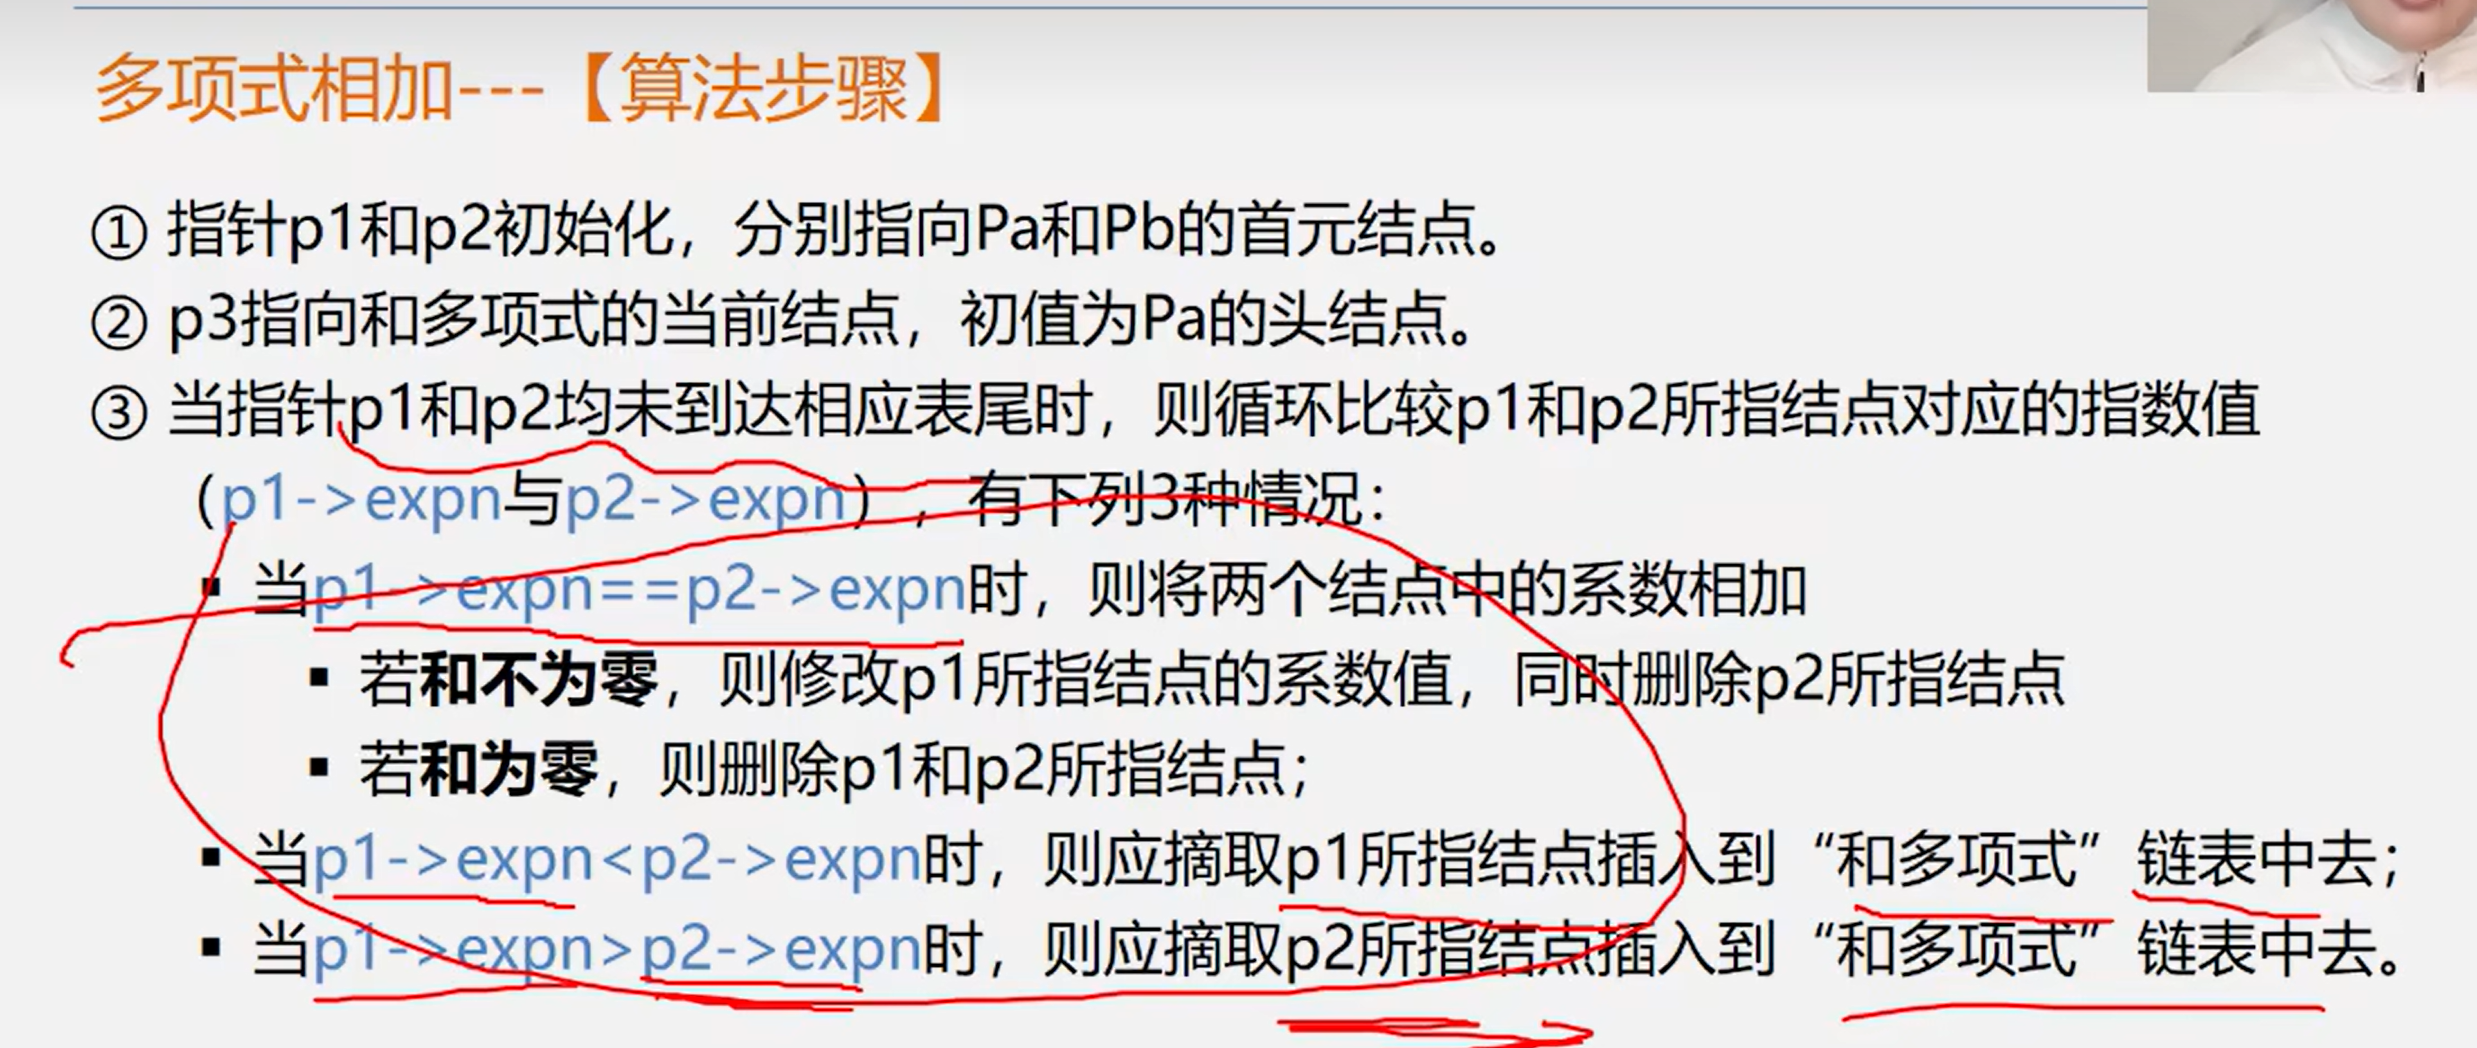 多项式相加---【算法步骤】
① 指针p1和p2初始化，分别指向Pa和Pb的首元结点。
② p3指向和多项式的当前结点，初值为Pa的头结点。
③ 当指针p1和p2均未到达相应表尾时，则循环比较p1和p2所指结点对应的指数值
（p1->expn与p2->expn），有下列3种情况：
▪ 当p1->expn==p2->expn时，则将两个结点中的系数相加
▪ 若和不为零，则修改p1所指结点的系数值，同时删除p2所指结点
▪ 若和为零，则删除p1和p2所指结点；
▪ 当p1->expn<p2->expn时，则应摘取p1所指结点插入到“和多项式”链表中去；
▪ 当p1->expn>p2->expn时，则应摘取p2所指结点插入到“和多项式”链表中去。